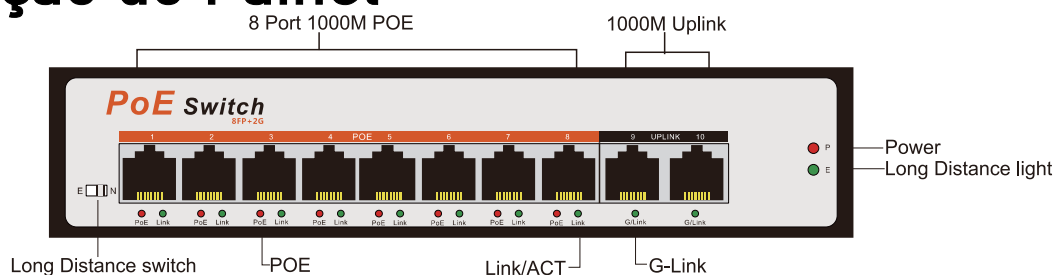 8 Port 1000M POE
1000M Uplink
PoE Switch
8FP+2G
1 2 3 4 POE 5 6 7 8 9 UPLINK 10
P Power
E Long Distance light
E N
PoE Link PoE Link PoE Link PoE Link PoE Link PoE Link PoE Link PoE Link G/Link G/Link
Long Distance switch
POE
Link/ACT
G-Link